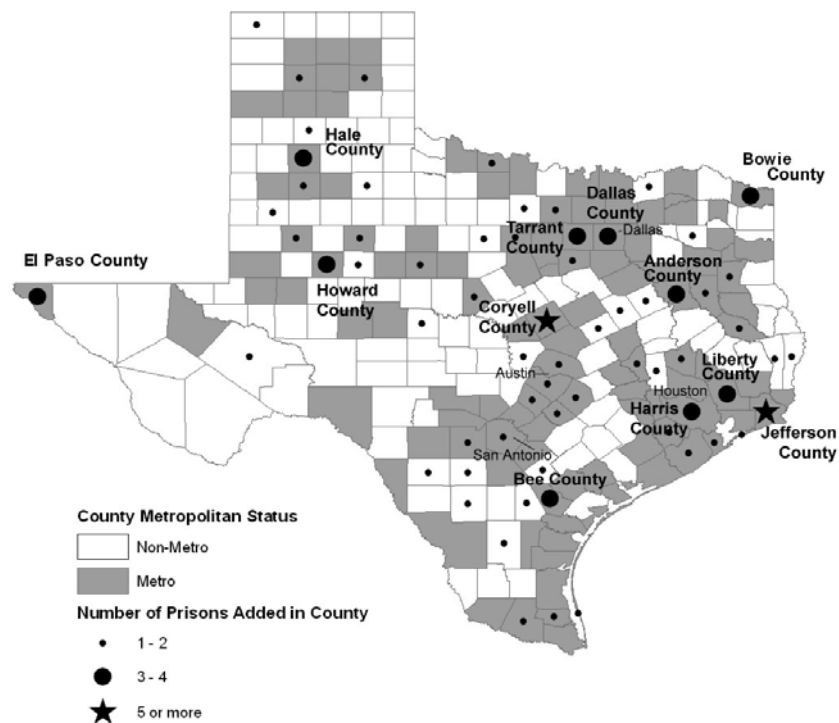 Hale
County
Bowie
County
Dallas
County
Tarrant
County
Dallas
El Paso County
Anderson
County
Howard
County
Coryell
County
Liberty
County
Austin
Houston
Harris
County
Jefferson
County
San Antonio
Bee County
County Metropolitan Status
Non-Metro
Metro
Number of Prisons Added in County
1 - 2
3 - 4
5 or more